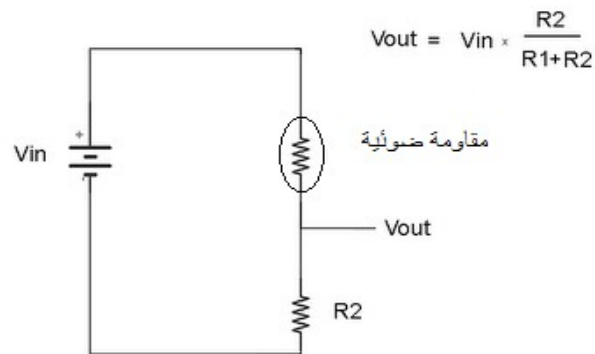 Vout = Vin × R2
R1+R2
+
Vin
مقاومة ضوئية
Vout
R2